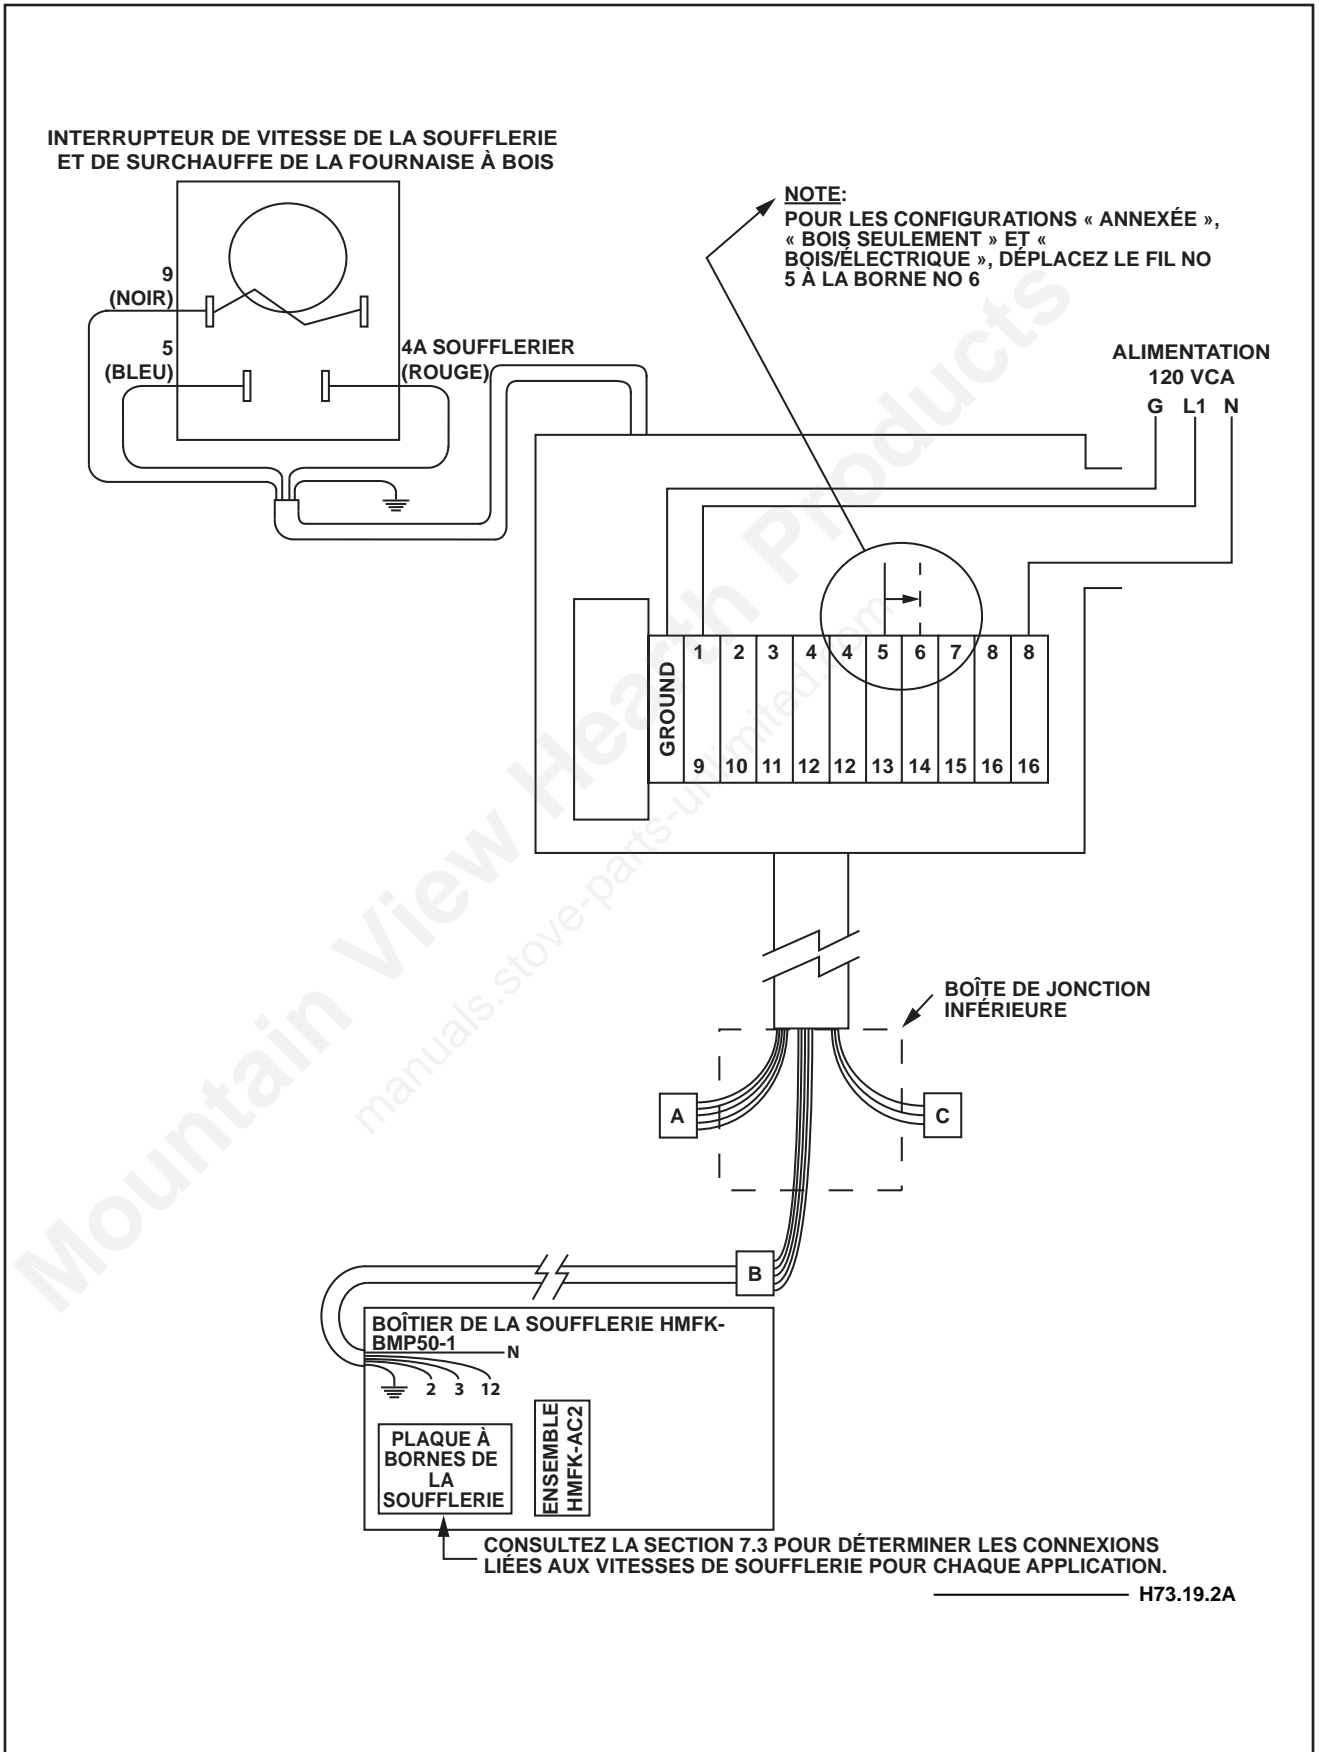 INTERRUPTEUR DE VITESSE DE LA SOUFFLERIE
ET DE SURCHAUFFE DE LA FOURNAISE À BOIS
9
(NOIR)
5
(BLEU)
4A SOUFFLERIER
(ROUGE)
NOTE:
POUR LES CONFIGURATIONS « ANNEXÉE »,
« BOIS SEULEMENT » ET «
BOIS/ÉLECTRIQUE », DÉPLACEZ LE FIL NO
5 À LA BORNE NO 6
ALIMENTATION
120 VCA
G L1 N
GROUND
1 2 3 4 4 5 6 7 8 8
9 10 11 12 12 13 14 15 16 16
BOÎTE DE JONCTION
INFÉRIEURE
A
C
B
BOÎTIER DE LA SOUFFLERIE HMFK-
BMP50-1
N
2 3 12
PLAQUE À
BORNES DE
LA
SOUFFLERIE
ENSEMBLE
HMFK-AC2
CONSULTEZ LA SECTION 7.3 POUR DÉTERMINER LES CONNEXIONS
LIÉES AUX VITESSES DE SOUFFLERIE POUR CHAQUE APPLICATION.
H73.19.2A
Mountain View Hearth Products
manuals.stove-parts-unlimited.com